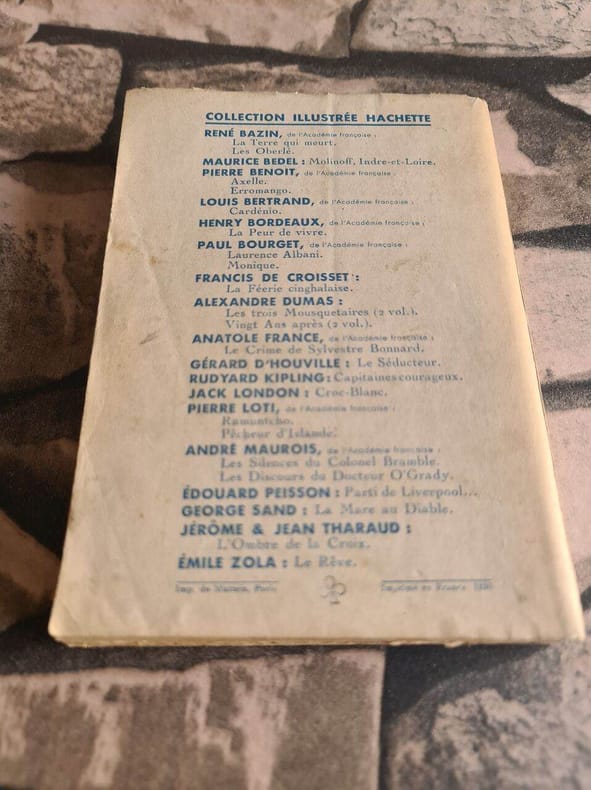 COLLECTION ILLUSTRÉE HACHETTE
RENÉ BAZIN, de l'Académie française :
La Terre qui meurt.
Les Oberlé.
MAURICE BEDEL : Molinoff, Indre-et-Loire.
PIERRE BENOIT, de l'Académie française :
Axelle.
Erromango.
LOUIS BERTRAND, de l'Académie française :
Cardénio.
HENRY BORDEAUX, de l'Académie française :
La Peur de vivre.
PAUL BOURGET, de l'Académie française :
Laurence Albani.
Monique.
FRANCIS DE CROISSET :
La Féerie cinghalaise.
ALEXANDRE DUMAS :
Les trois Mousquetaires (2 vol.).
Vingt Ans après (2 vol.).
ANATOLE FRANCE, de l'Académie française :
Le Crime de Sylvestre Bonnard.
GÉRARD D'HOUVILLE : Le Séducteur.
RUDYARD KIPLING : Capitaines courageux.
JACK LONDON : Croc-Blanc.
PIERRE LOTI, de l'Académie française :
Ramuntcho.
Pêcheur d'Islande.
ANDRÉ MAUROIS, de l'Académie française :
Les Silences du Colonel Bramble.
Les Discours du Docteur O'Grady.
ÉDOUARD PEISSON : Parti de Liverpool...
GEORGE SAND : La Mare au Diable.
JÉRÔME & JEAN THARAUD :
L'Ombre de la Croix.
ÉMILE ZOLA : Le Rêve.
Imp. de Paris
Imprimé en France